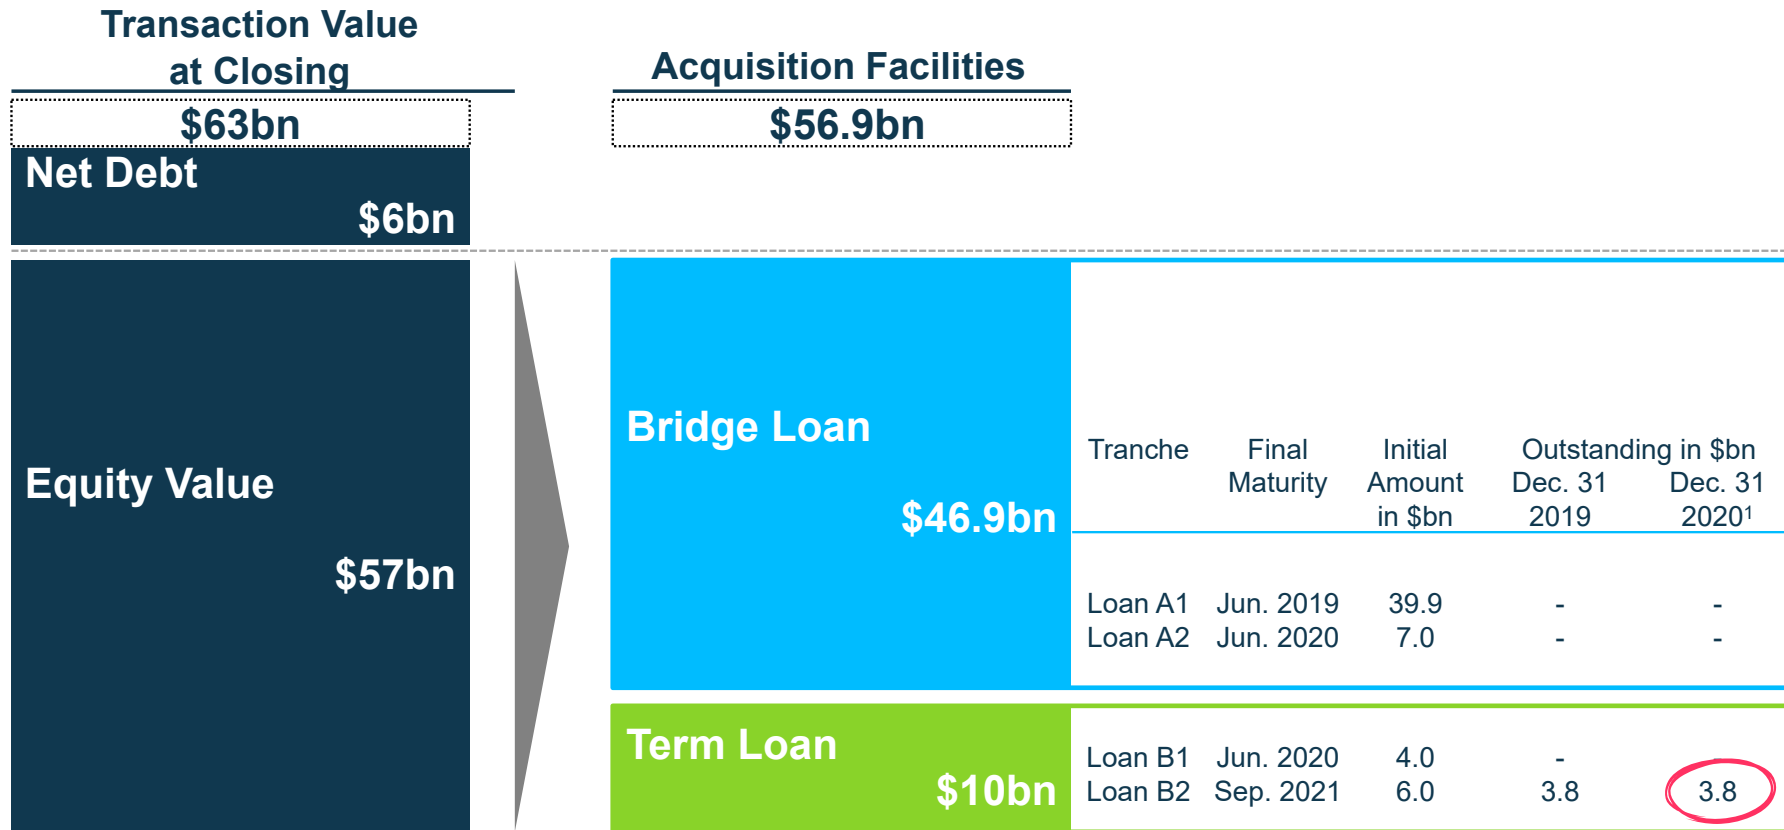 Transaction Value
at Closing
$63bn
Net Debt
$6bn
Equity Value
$57bn
Acquisition Facilities
$56.9bn
Bridge Loan
$46.9bn
Tranche Final Initial Outstanding in $bn
Maturity Amount Dec. 31 Dec. 31
in $bn 2019 2020¹
Loan A1 Jun. 2019 39.9 - -
Loan A2 Jun. 2020 7.0 - -
Term Loan
$10bn
Loan B1 Jun. 2020 4.0 - -
Loan B2 Sep. 2021 6.0 3.8 3.8